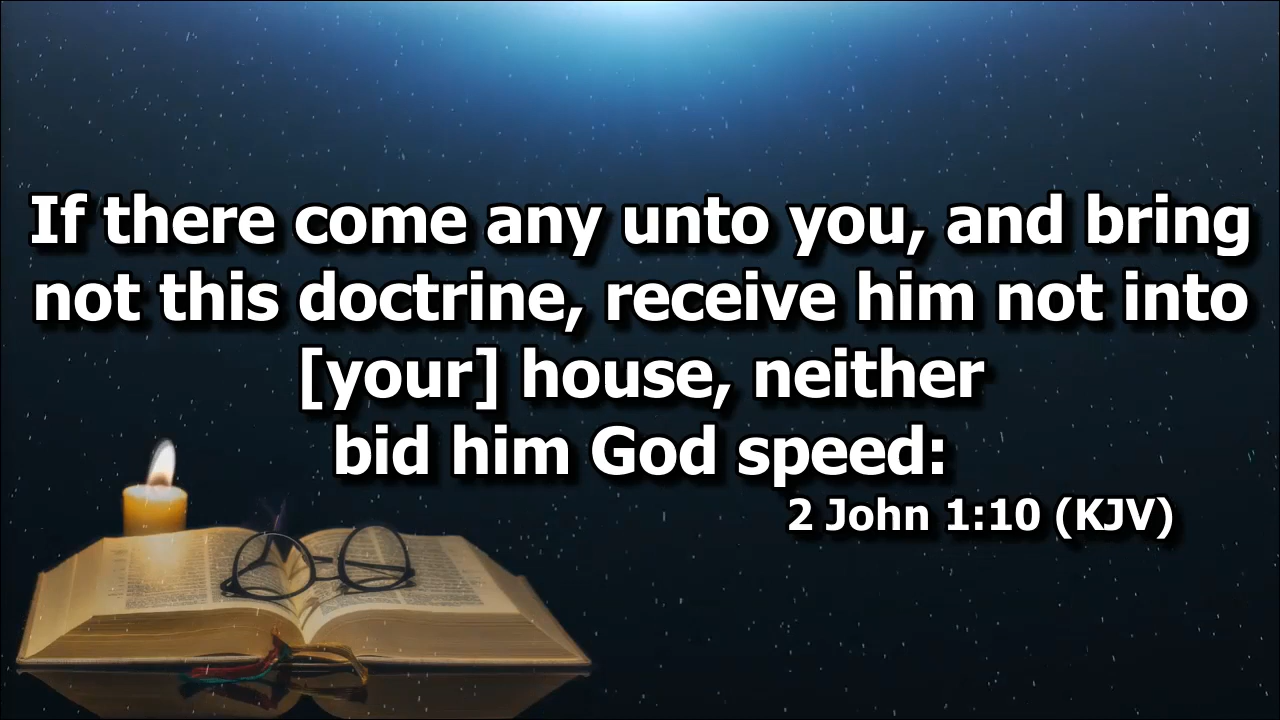 If there come any unto you, and bring
not this doctrine, receive him not into
[your] house, neither
bid him God speed:
2 John 1:10 (KJV)